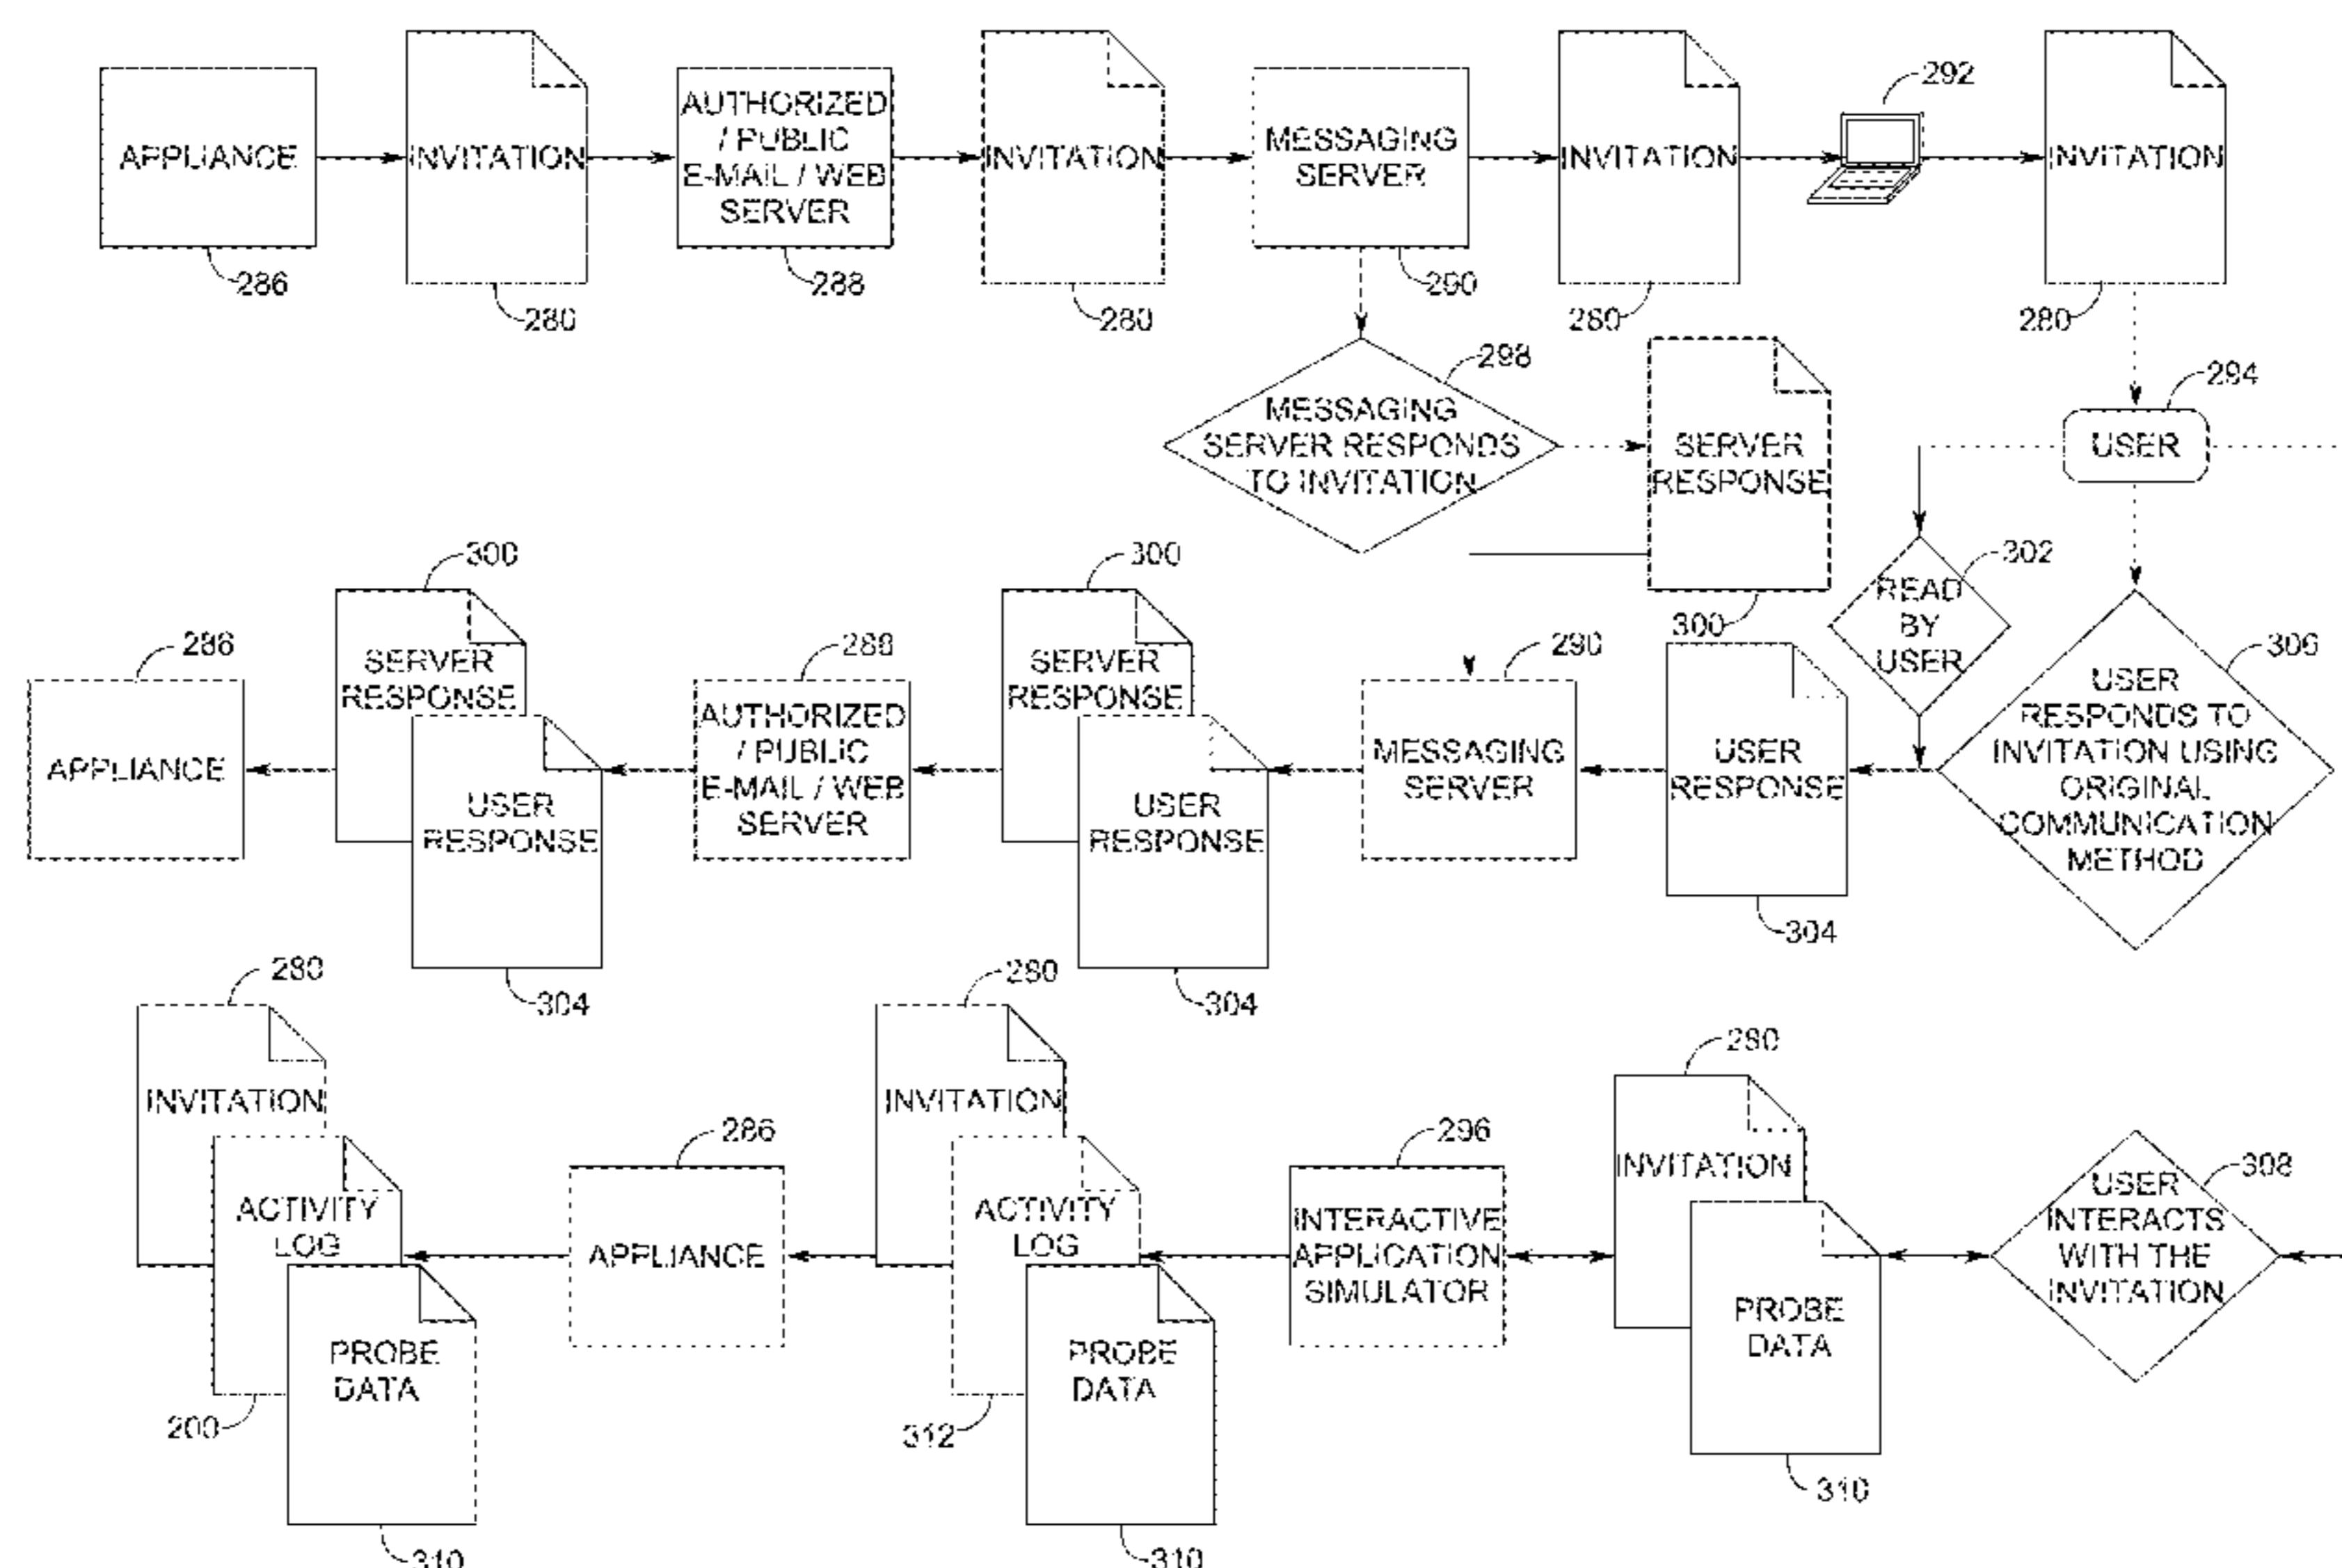 292
APPLIANCE
INVITATION
AUTHORIZED
/ PUBLIC
E-MAIL / WEB
SERVER
INVITATION
MESSAGING
SERVER
INVITATION
INVITATION
286
280
288
280
290
280
280
298
294
MESSAGING
SERVER RESPONDS
TO INVITATION
SERVER
RESPONSE
USER
300
300
302
READ
BY
USER
300
286
288
290
306
SERVER
RESPONSE
SERVER
RESPONSE
APPLIANCE
USER
RESPONSE
AUTHORIZED
/ PUBLIC
E-MAIL / WEB
SERVER
USER
RESPONSE
MESSAGING
SERVER
USER
RESPONSE
USER
RESPONDS TO
INVITATION USING
ORIGINAL
COMMUNICATION
METHOD
304
280
304
280
304
280
INVITATION
INVITATION
286
296
INVITATION
308
ACTIVITY
LOG
APPLIANCE
ACTIVITY
LOG
INTERACTIVE
APPLICATION
SIMULATOR
USER
INTERACTS
WITH THE
INVITATION
PROBE
DATA
PROBE
DATA
PROBE
DATA
200
312
310
310
310